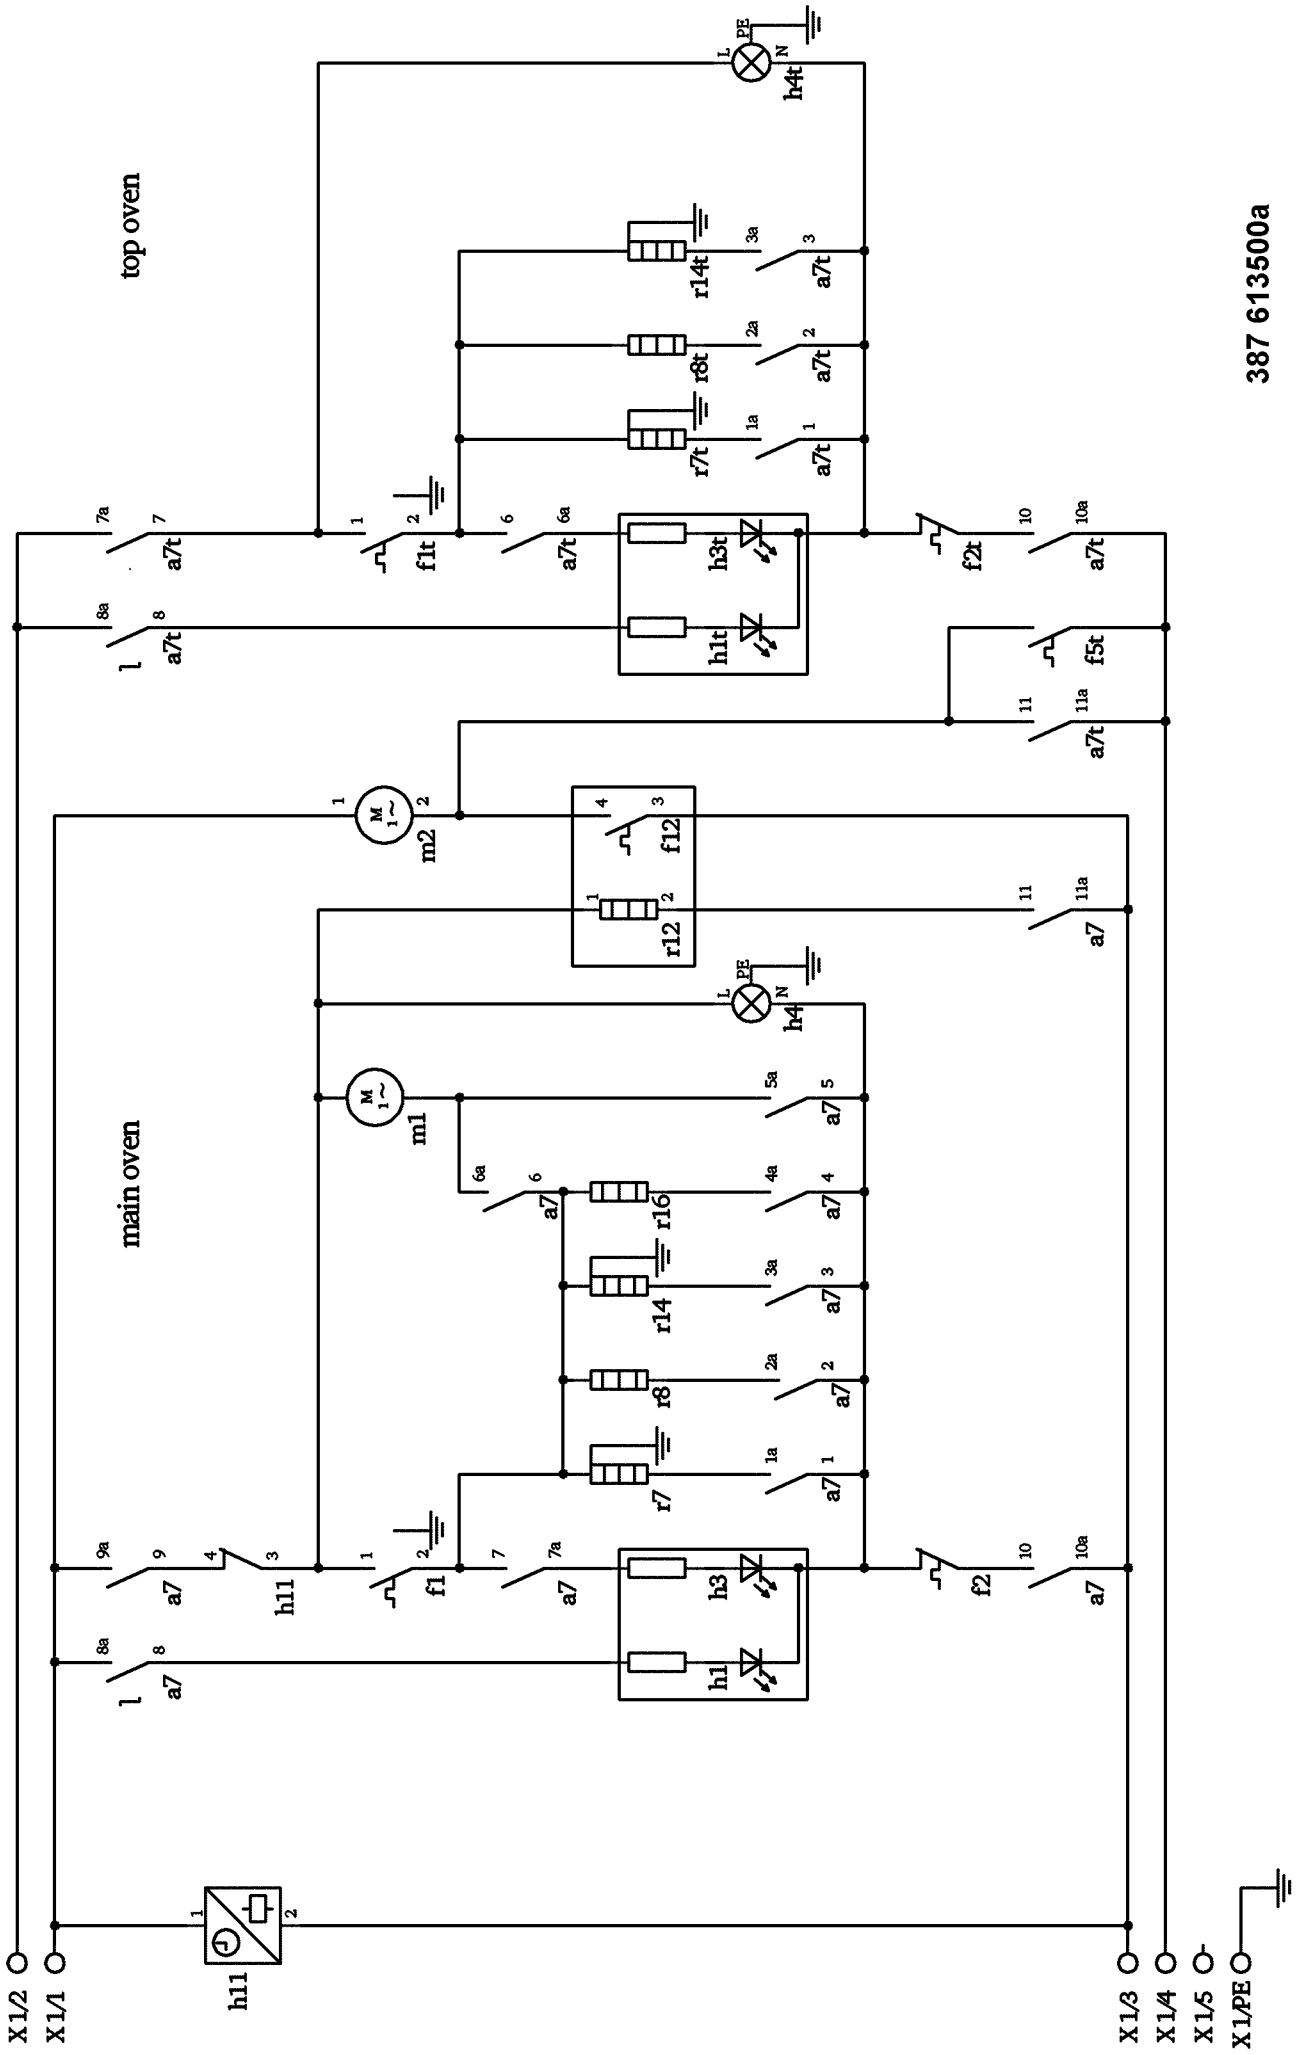 X1/2
X1/1
8a 9a 8a 7a
main oven top oven
8 9 8 7
a7 a7 a7t a7t
1 4
h11 3
2 h11
1 M 1~ 1 M 1~ 1
2 m1 2 2
f1 m2 f1t
7 6a 6
7a 6 1 4 6a
a7 a7 a7t
r7 r8 r14 r16 2 3
r12 f12
r7t r8t r14t
h1 h3 L h1t h3t L
PE PE
1a 2a 3a 4a 5a 1a 2a 3a
N N
h4 h4t
1 2 3 4 5 1 2 3
a7 a7 a7 a7 a7 a7t a7t a7t
f2 f2t
10 11 11 10
10a 11a 11a 10a
a7 a7 a7t f5t a7t
X1/3
X1/4
X1/5
X1/PE
387 613500a